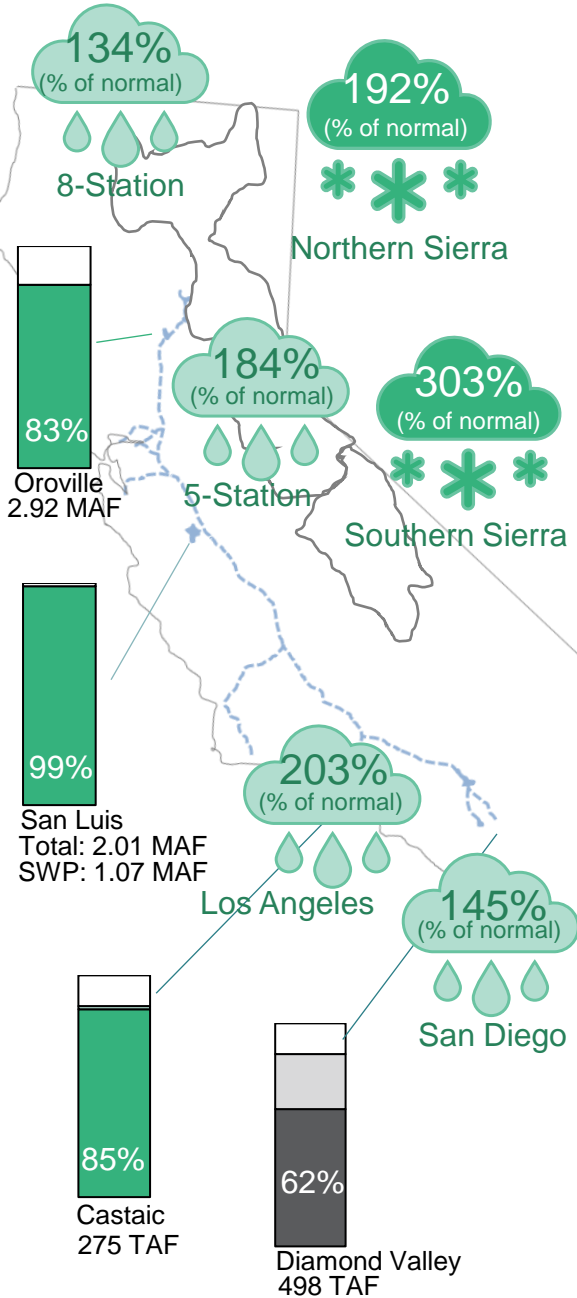 134%
(% of normal)
8-Station
192%
(% of normal)
Northern Sierra
83%
Oroville
2.92 MAF
184%
(% of normal)
5-Station
303%
(% of normal)
Southern Sierra
99%
San Luis
Total: 2.01 MAF
SWP: 1.07 MAF
203%
(% of normal)
Los Angeles
145%
(% of normal)
San Diego
85%
Castaic
275 TAF
62%
Diamond Valley
498 TAF